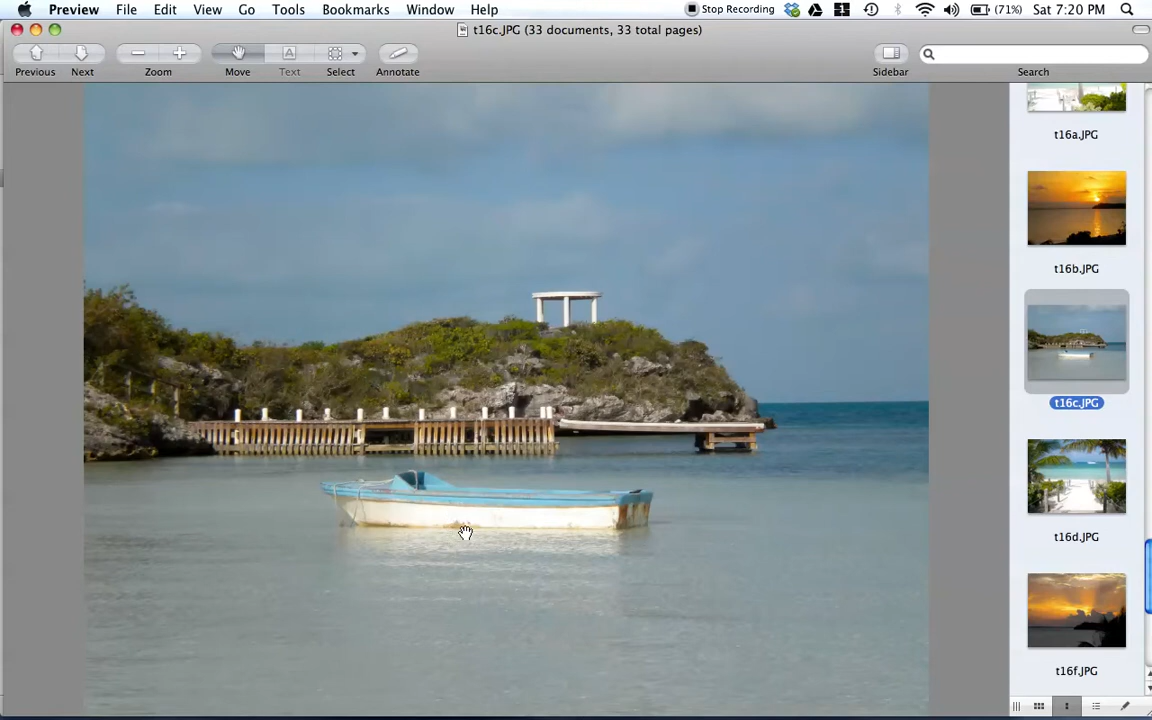 Preview File Edit View Go Tools Bookmarks Window Help Stop Recording 1 (71%) Sat 7:20 PM
t16c.JPG (33 documents, 33 total pages)
Previous Next Zoom Move A Text Select Annotate Sidebar Search
t16a.JPG
t16b.JPG
t16c.JPG
t16d.JPG
t16f.JPG